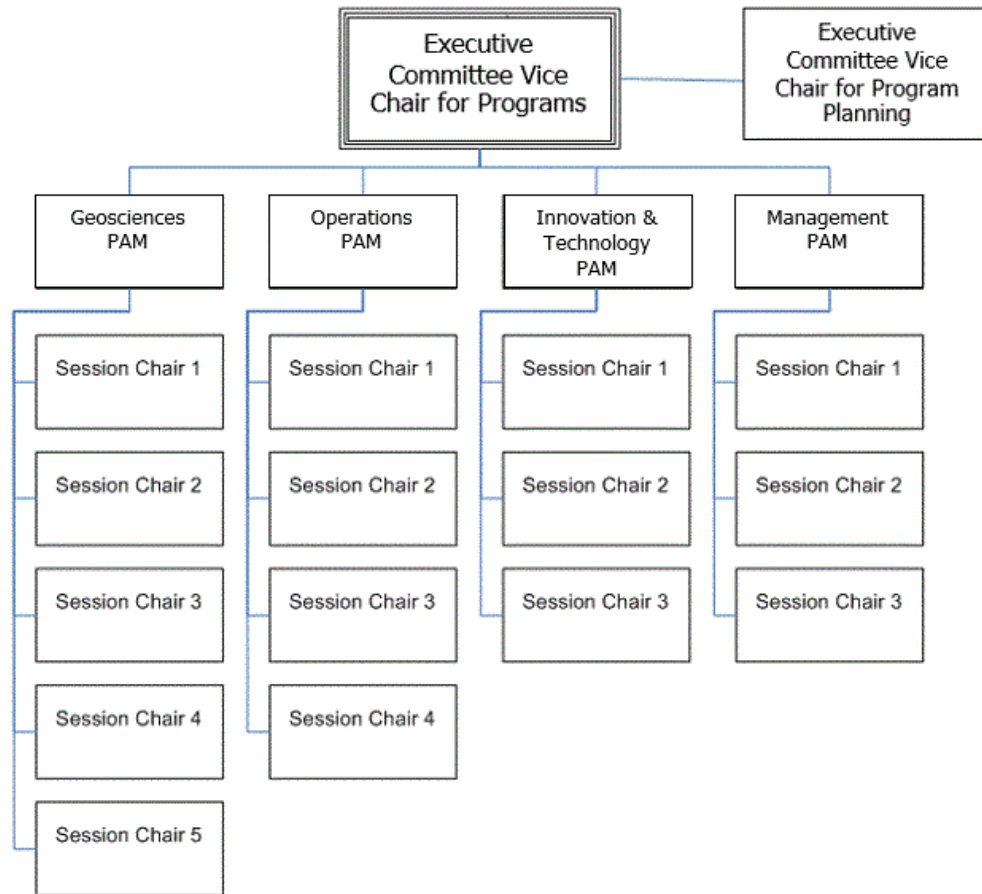 Executive
Committee Vice
Chair for Programs
Executive
Committee Vice
Chair for Program
Planning
Geosciences
PAM
Operations
PAM
Innovation &
Technology
PAM
Management
PAM
Session Chair 1
Session Chair 1
Session Chair 1
Session Chair 1
Session Chair 2
Session Chair 2
Session Chair 2
Session Chair 2
Session Chair 3
Session Chair 3
Session Chair 3
Session Chair 3
Session Chair 4
Session Chair 4
Session Chair 5